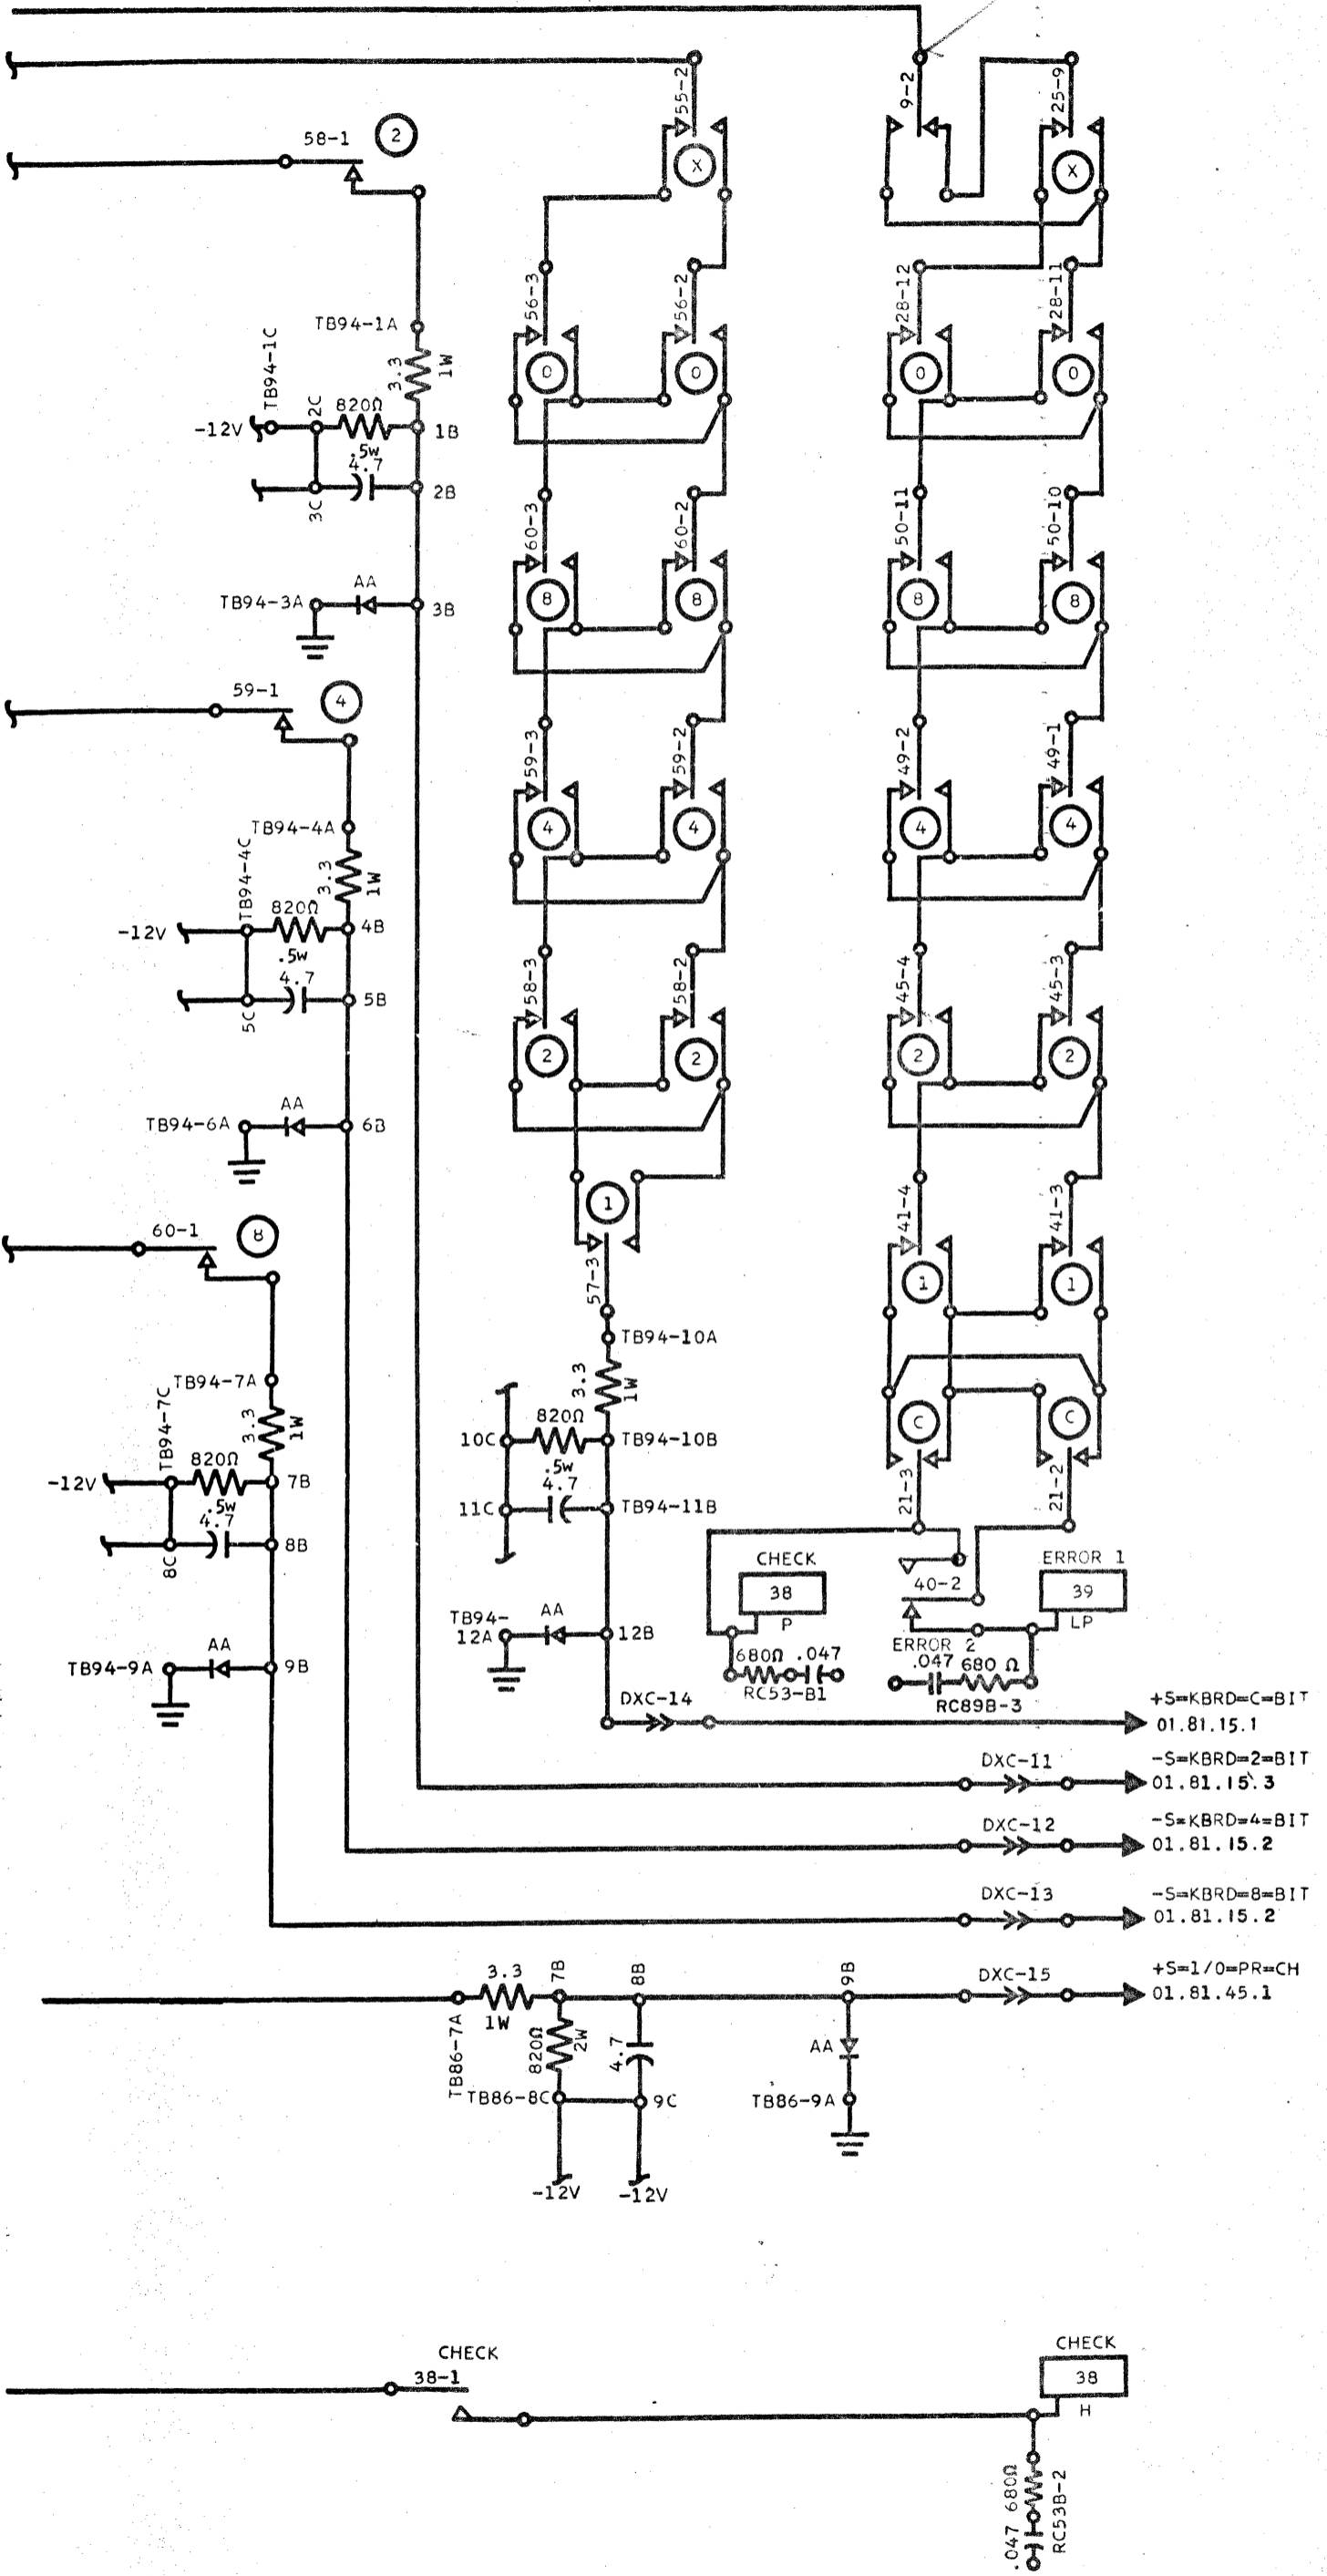 55-2
9-2
25-9
58-1
2
X
X
56-3
56-2
28-12
28-11
TB94-1A
TB94-1C
3.3
1W
0
0
0
0
2C
820Ω
-12V
1B
.5W
4.7
2B
3C
60-3
60-2
50-11
50-10
AA
TB94-3A
3B
8
8
8
8
59-1
4
59-3
59-2
49-2
49-1
TB94-4A
TB94-4C
3.3
1W
4
4
4
4
820Ω
-12V
4B
.5W
4.7
5B
5C
58-3
58-2
45-4
45-3
AA
TB94-6A
6B
2
2
2
2
60-1
8
1
57-3
41-4
41-3
1
1
TB94-10A
TB94-7A
TB94-7C
3.3
1W
3.3
1W
C
C
820Ω
10C
TB94-10B
.5W
4.7
11C
TB94-11B
820Ω
-12V
7B
.5W
4.7
8B
8C
21-3
21-2
CHECK
38
P
40-2
ERROR 1
39
LP
TB94-
12A
AA
12B
ERROR 2
680Ω .047
RC53-B1
.047 680 Ω
RC89B-3
AA
TB94-9A
9B
DXC-14
+S=KBRD=C=BIT
01.81.15.1
DXC-11
-S=KBRD=2=BIT
01.81.15.3
DXC-12
-S=KBRD=4=BIT
01.81.15.2
DXC-13
-S=KBRD=8=BIT
01.81.15.2
3.3
1W
TB86-7A
7B
8B
9B
DXC-15
+S=1/0=PR=CH
01.81.45.1
820Ω
2W
4.7
AA
TB86-8C
9C
TB86-9A
-12V
-12V
CHECK
38-1
CHECK
38
H
.047 680Ω
RC53B-2